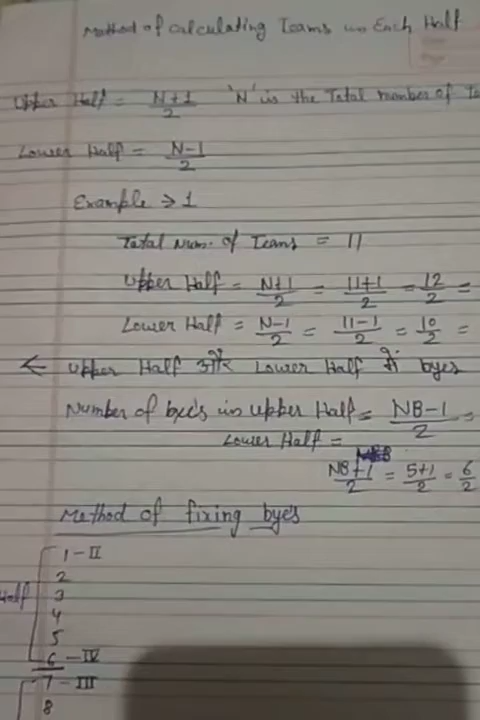 Method of calculating Teams in Each Half
Upper Half = N+1/2 'N' is the Total number of
Lower Half = N-1/2
Example → 1
Total Num. of Teams = 11
Upper Half = N+1/2 = 11+1/2 = 12/2 =
Lower Half = N-1/2 = 11-1/2 = 10/2 =
← Upper Half और Lower Half में byes
Number of bye's in Upper Half = NB-1/2 =
Lower Half =
NB+1/2 = 5+1/2 = 6/2
Method of fixing bye's
1 - II
2
Half 3
4
5
6 - IV
7 - III
8